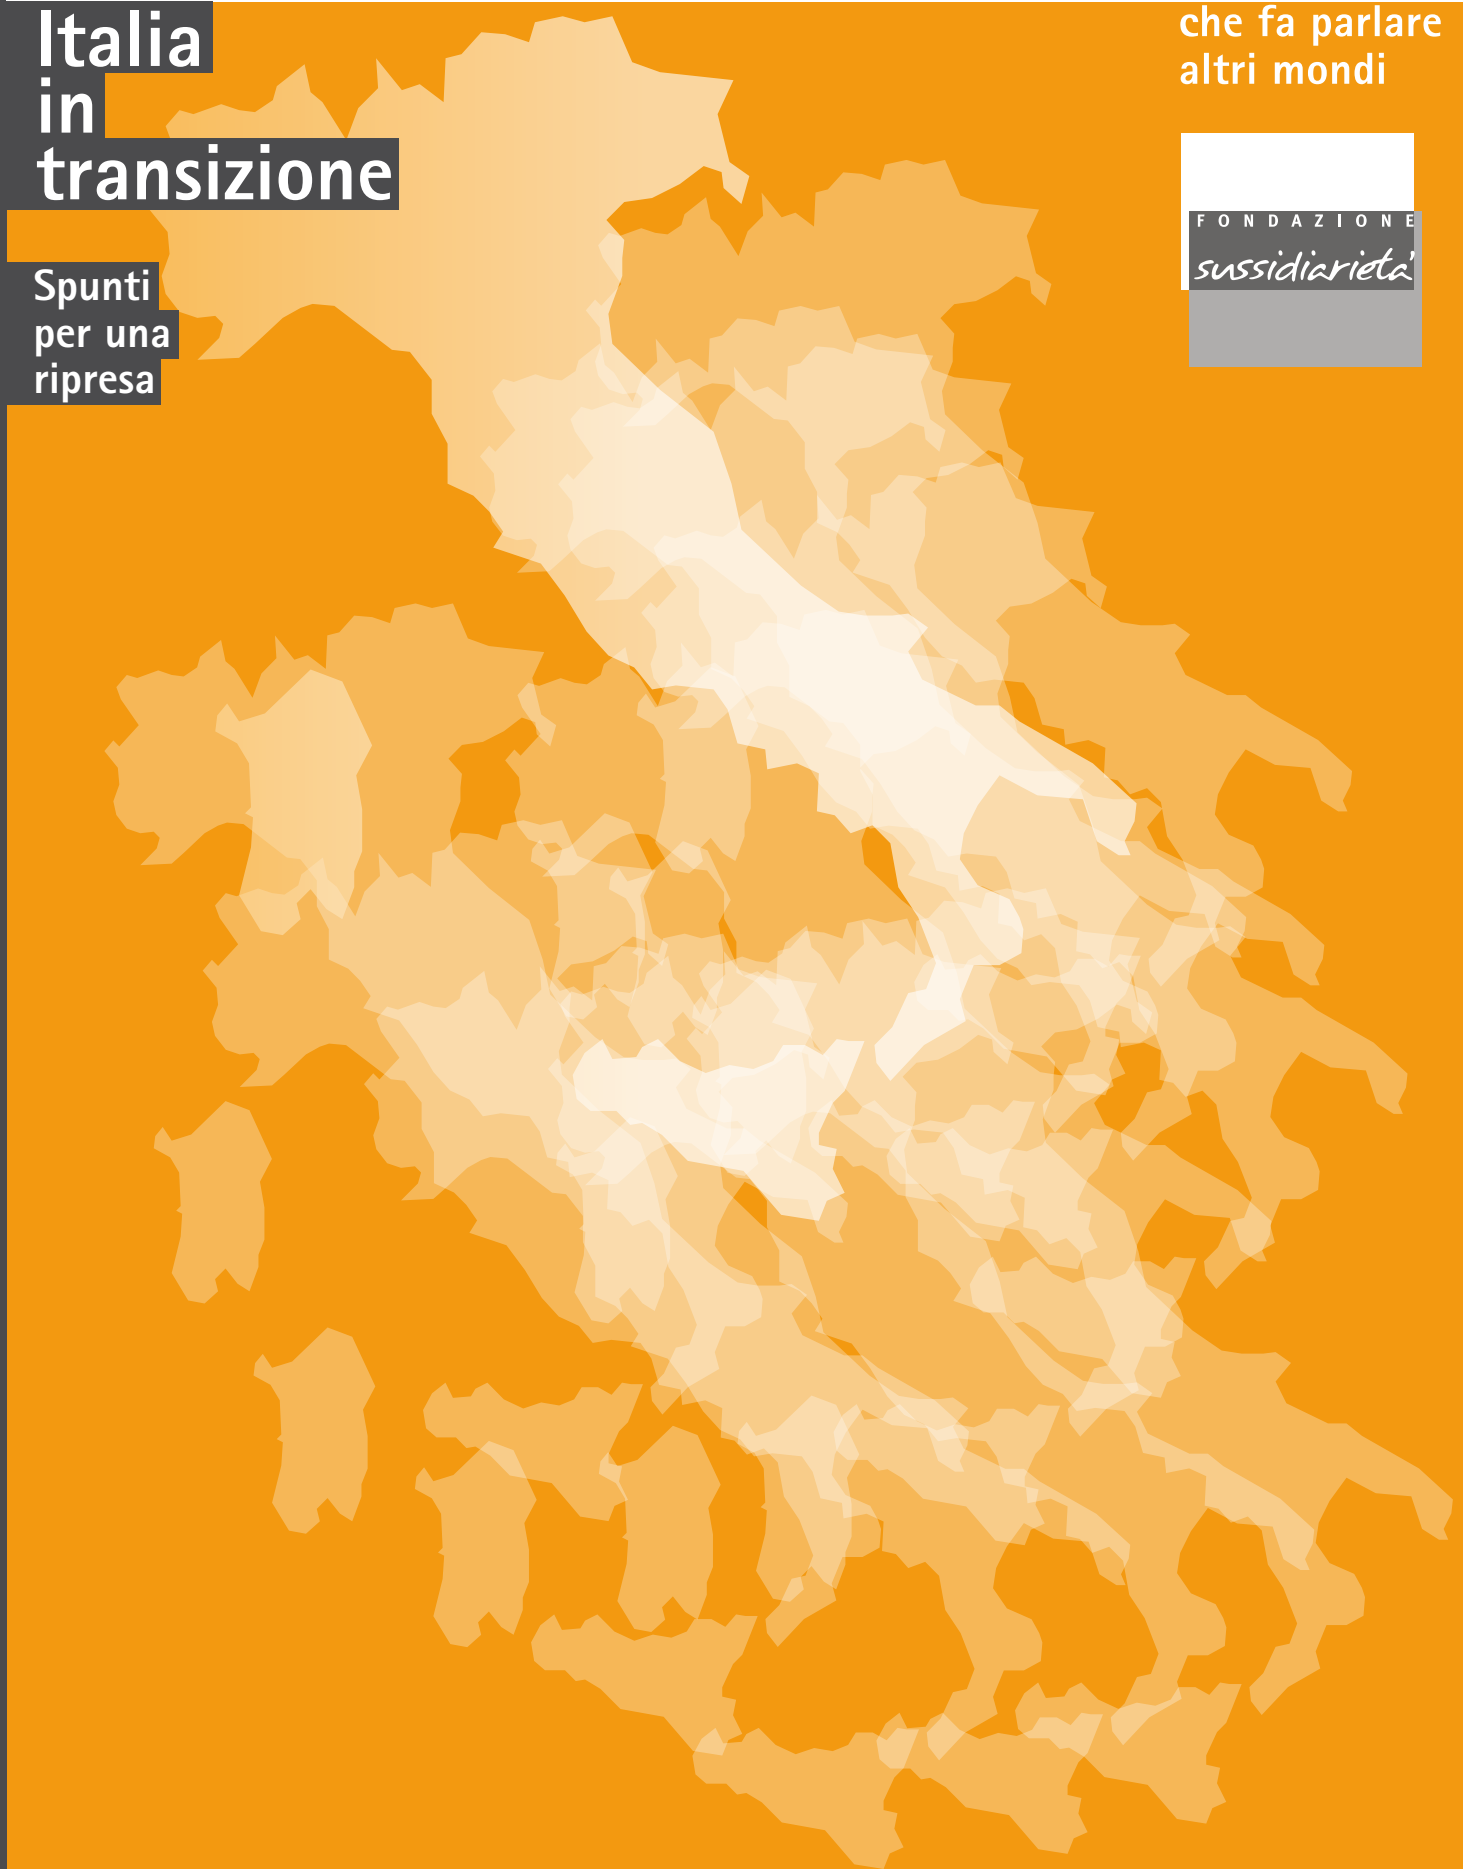 Italia
in
transizione
Spunti
per una
ripresa
che fa parlare
altri mondi
FONDAZIONE
sussidiarietà